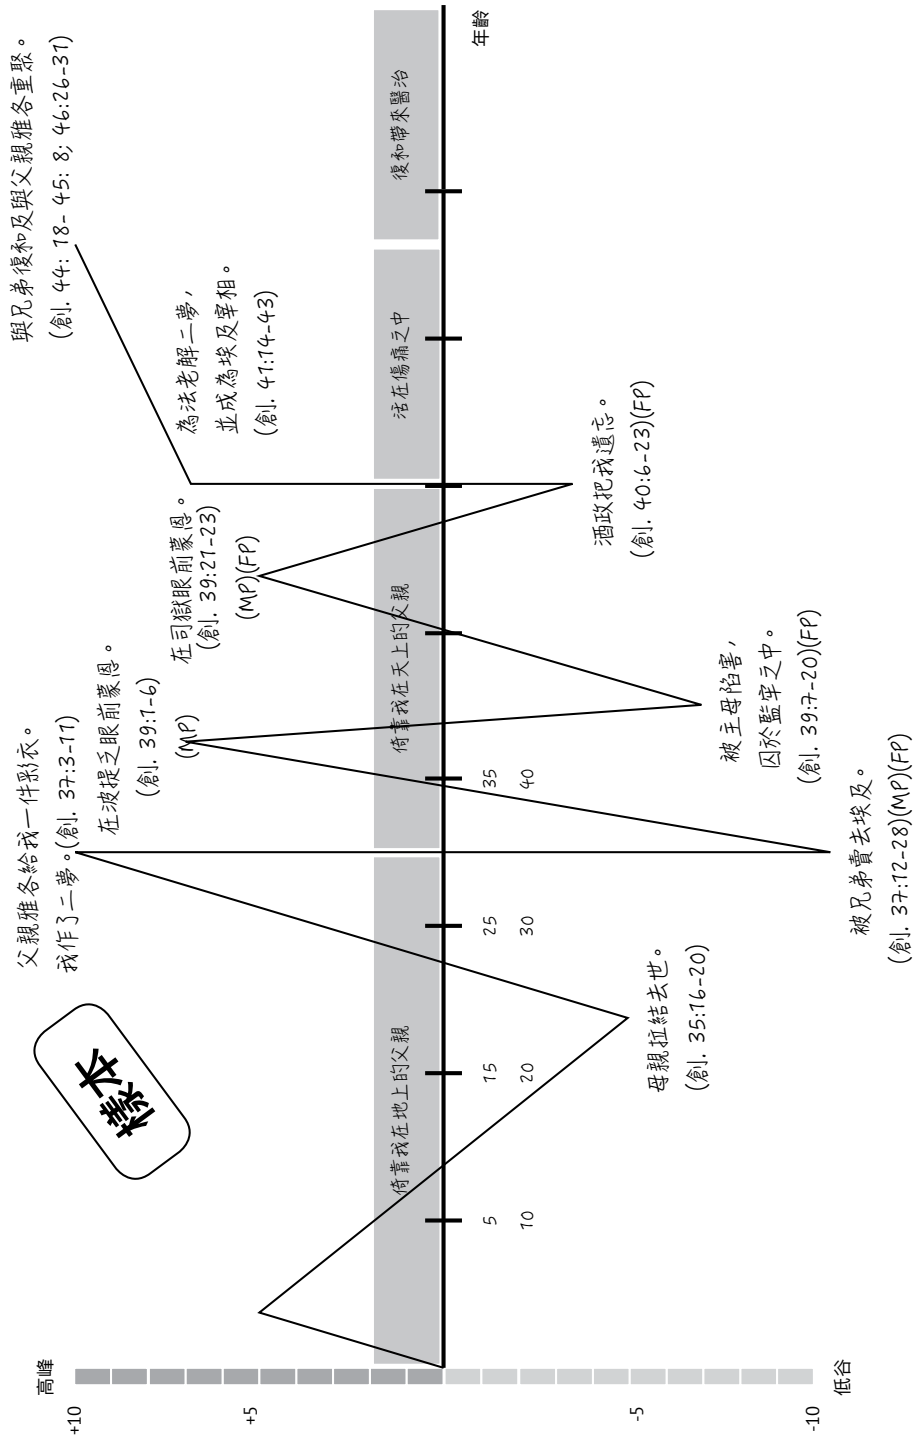 高峰
+10
+5
-5
-10
低谷
樣本
父親雅各給我一件彩衣。
我作了二夢。(創. 37:3-11)
在波提乏眼前蒙恩。
(創. 39:1-6)
(MP)
在司獄眼前蒙恩。
(創. 39:21-23)
(MP)(FP)
為法老解二夢，
並成為埃及宰相。
(創. 41:14-43)
與兄弟復和及與父親雅各重聚。
(創. 44: 18- 45: 8; 46:26-31)
倚靠我在地上的父親
倚靠我在天上的父親
活在傷痛之中
復和帶來醫治
年齡
5
15
25
35
10
20
30
40
母親拉結去世。
(創. 35:16-20)
被兄弟賣去埃及。
(創. 37:12-28)(MP)(FP)
被主母陷害，
囚於監牢之中。
(創. 39:7-20)(FP)
酒政把我遺忘。
(創. 40:6-23)(FP)